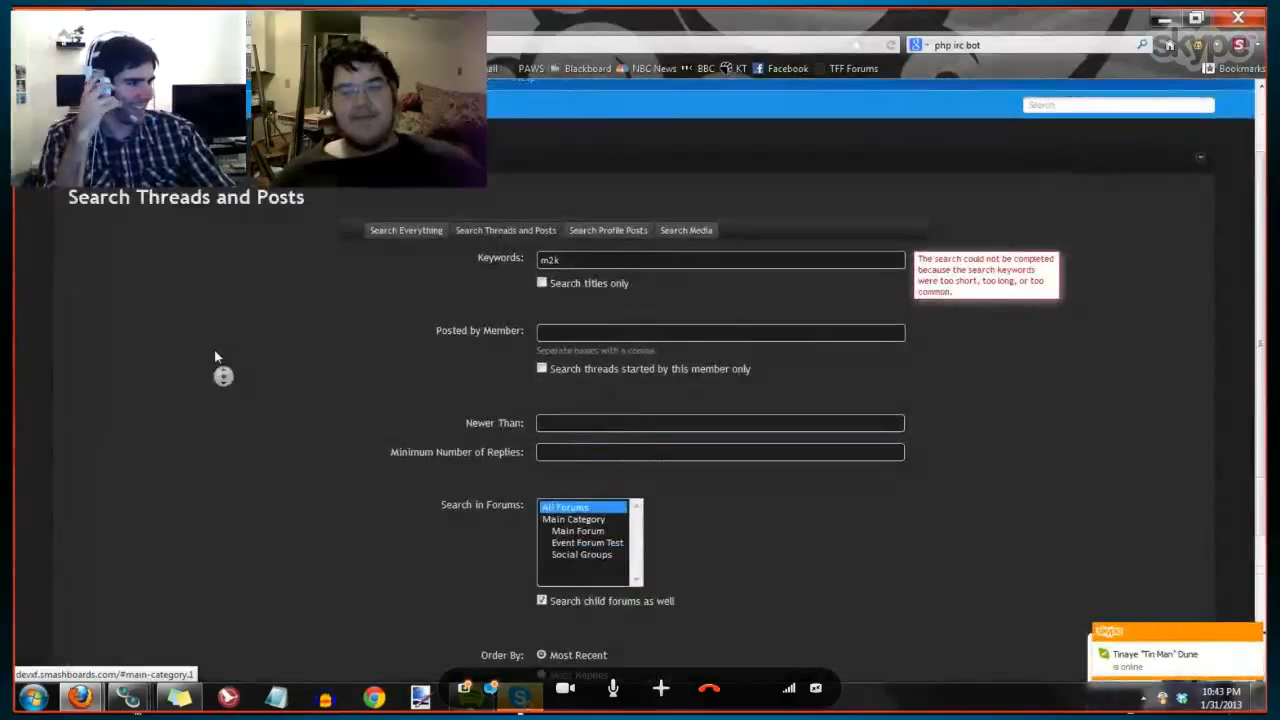 php irc bot
skype
ail PAWS Blackboard NBC News BBC KT Facebook TFF Forums Bookmarks
Search...
Search Threads and Posts
Search Everything Search Threads and Posts Search Profile Posts Search Media
Keywords: m2k
The search could not be completed
because the search keywords
were too short, too long, or too
common.
Search titles only
Posted by Member:
Separate names with a comma.
Search threads started by this member only
Newer Than:
Minimum Number of Replies:
Search in Forums:
All Forums
Main Category
Main Forum
Event Forum Test
Social Groups
Search child forums as well
Order By: Most Recent
Most Replies
skype
Tinaye "Tin Man" Dune
is online
devxf.smashboards.com/#main-category.1
10:43 PM
1/31/2013